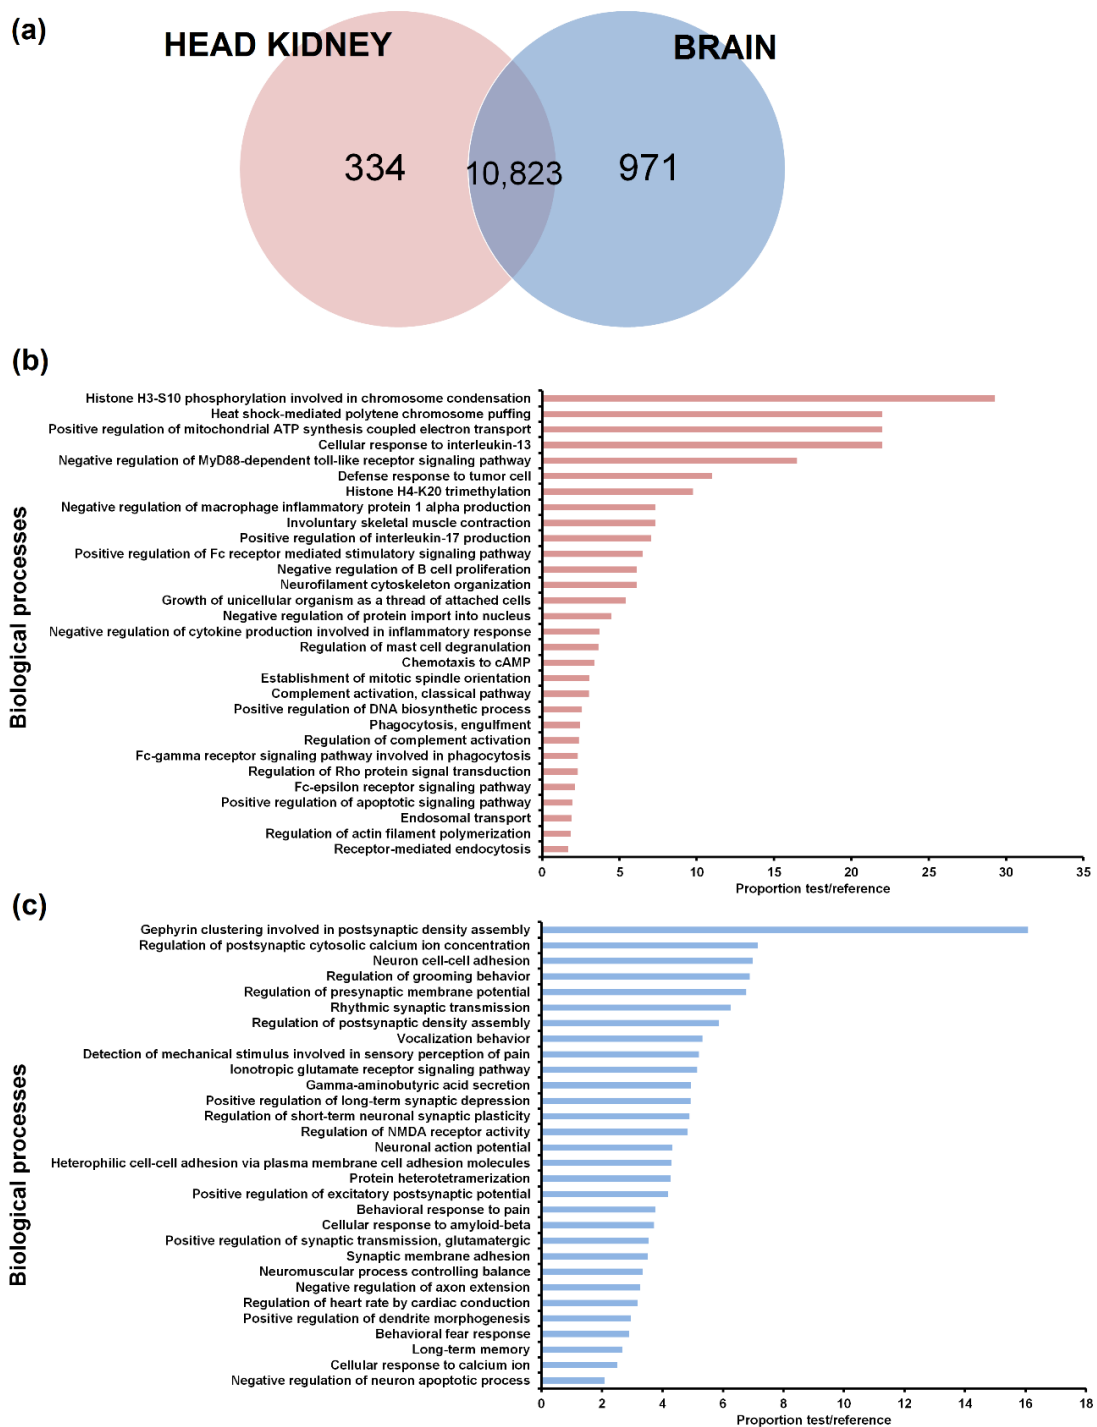 (a)
HEAD KIDNEY
BRAIN
334
10,823
971
(b)
Biological processes
Histone H3-S10 phosphorylation involved in chromosome condensation
Heat shock-mediated polytene chromosome puffing
Positive regulation of mitochondrial ATP synthesis coupled electron transport
Cellular response to interleukin-13
Negative regulation of MyD88-dependent toll-like receptor signaling pathway
Defense response to tumor cell
Histone H4-K20 trimethylation
Negative regulation of macrophage inflammatory protein 1 alpha production
Involuntary skeletal muscle contraction
Positive regulation of interleukin-17 production
Positive regulation of Fc receptor mediated stimulatory signaling pathway
Negative regulation of B cell proliferation
Neurofilament cytoskeleton organization
Growth of unicellular organism as a thread of attached cells
Negative regulation of protein import into nucleus
Negative regulation of cytokine production involved in inflammatory response
Regulation of mast cell degranulation
Chemotaxis to cAMP
Establishment of mitotic spindle orientation
Complement activation, classical pathway
Positive regulation of DNA biosynthetic process
Phagocytosis, engulfment
Regulation of complement activation
Fc-gamma receptor signaling pathway involved in phagocytosis
Regulation of Rho protein signal transduction
Fc-epsilon receptor signaling pathway
Positive regulation of apoptotic signaling pathway
Endosomal transport
Regulation of actin filament polymerization
Receptor-mediated endocytosis
0 5 10 15 20 25 30 35
Proportion test/reference
(c)
Biological processes
Gephyrin clustering involved in postsynaptic density assembly
Regulation of postsynaptic cytosolic calcium ion concentration
Neuron cell-cell adhesion
Regulation of grooming behavior
Regulation of presynaptic membrane potential
Rhythmic synaptic transmission
Regulation of postsynaptic density assembly
Vocalization behavior
Detection of mechanical stimulus involved in sensory perception of pain
Ionotropic glutamate receptor signaling pathway
Gamma-aminobutyric acid secretion
Positive regulation of long-term synaptic depression
Regulation of short-term neuronal synaptic plasticity
Regulation of NMDA receptor activity
Neuronal action potential
Heterophilic cell-cell adhesion via plasma membrane cell adhesion molecules
Protein heterotetramerization
Positive regulation of excitatory postsynaptic potential
Behavioral response to pain
Cellular response to amyloid-beta
Positive regulation of synaptic transmission, glutamatergic
Synaptic membrane adhesion
Neuromuscular process controlling balance
Negative regulation of axon extension
Regulation of heart rate by cardiac conduction
Positive regulation of dendrite morphogenesis
Behavioral fear response
Long-term memory
Cellular response to calcium ion
Negative regulation of neuron apoptotic process
0 2 4 6 8 10 12 14 16 18
Proportion test/reference